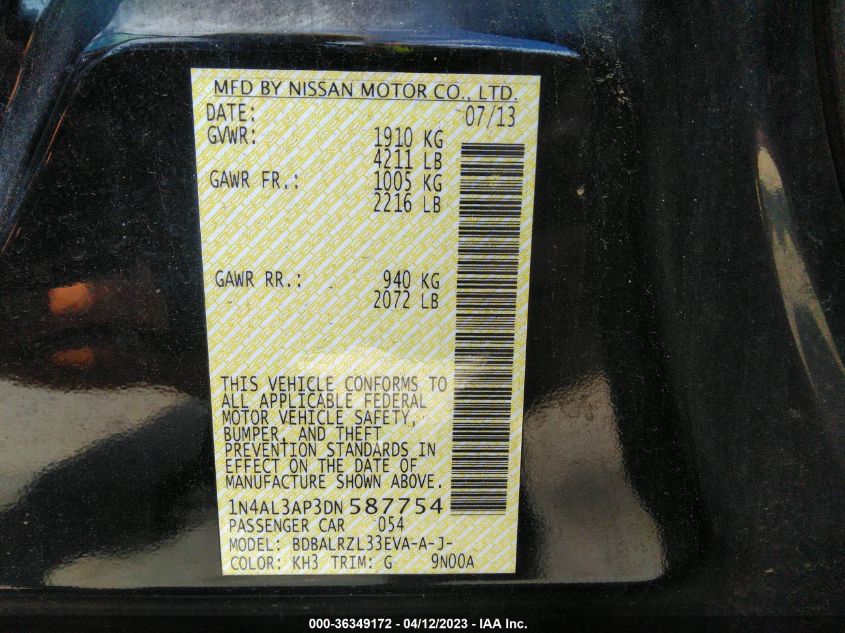 MFD BY NISSAN MOTOR CO., LTD.
DATE: 07/13
GVWR: 1910 KG
4211 LB
GAWR FR.: 1005 KG
2216 LB
GAWR RR.: 940 KG
2072 LB
THIS VEHICLE CONFORMS TO
ALL APPLICABLE FEDERAL
MOTOR VEHICLE SAFETY,
BUMPER, AND THEFT
PREVENTION STANDARDS IN
EFFECT ON THE DATE OF
MANUFACTURE SHOWN ABOVE.
1N4AL3AP3DN587754
PASSENGER CAR 054
MODEL: BDBALRZL33EVA-A-J-
COLOR: KH3 TRIM: G 9N00A
000-36349172 - 04/12/2023 - IAA Inc.